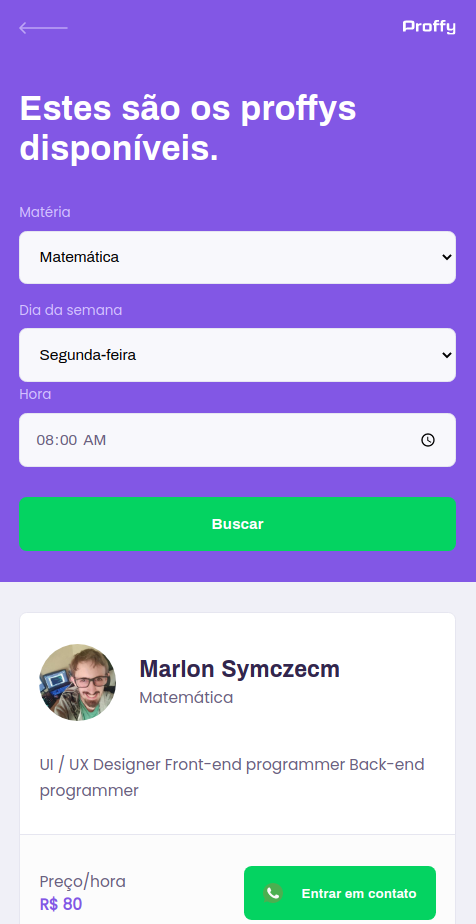 Proffy
Estes são os proffys
disponíveis.
Matéria
Matemática
Dia da semana
Segunda-feira
Hora
08:00 AM
Buscar
Marlon Symczecm
Matemática
UI / UX Designer Front-end programmer Back-end
programmer
Preço/hora
R$ 80
Entrar em contato